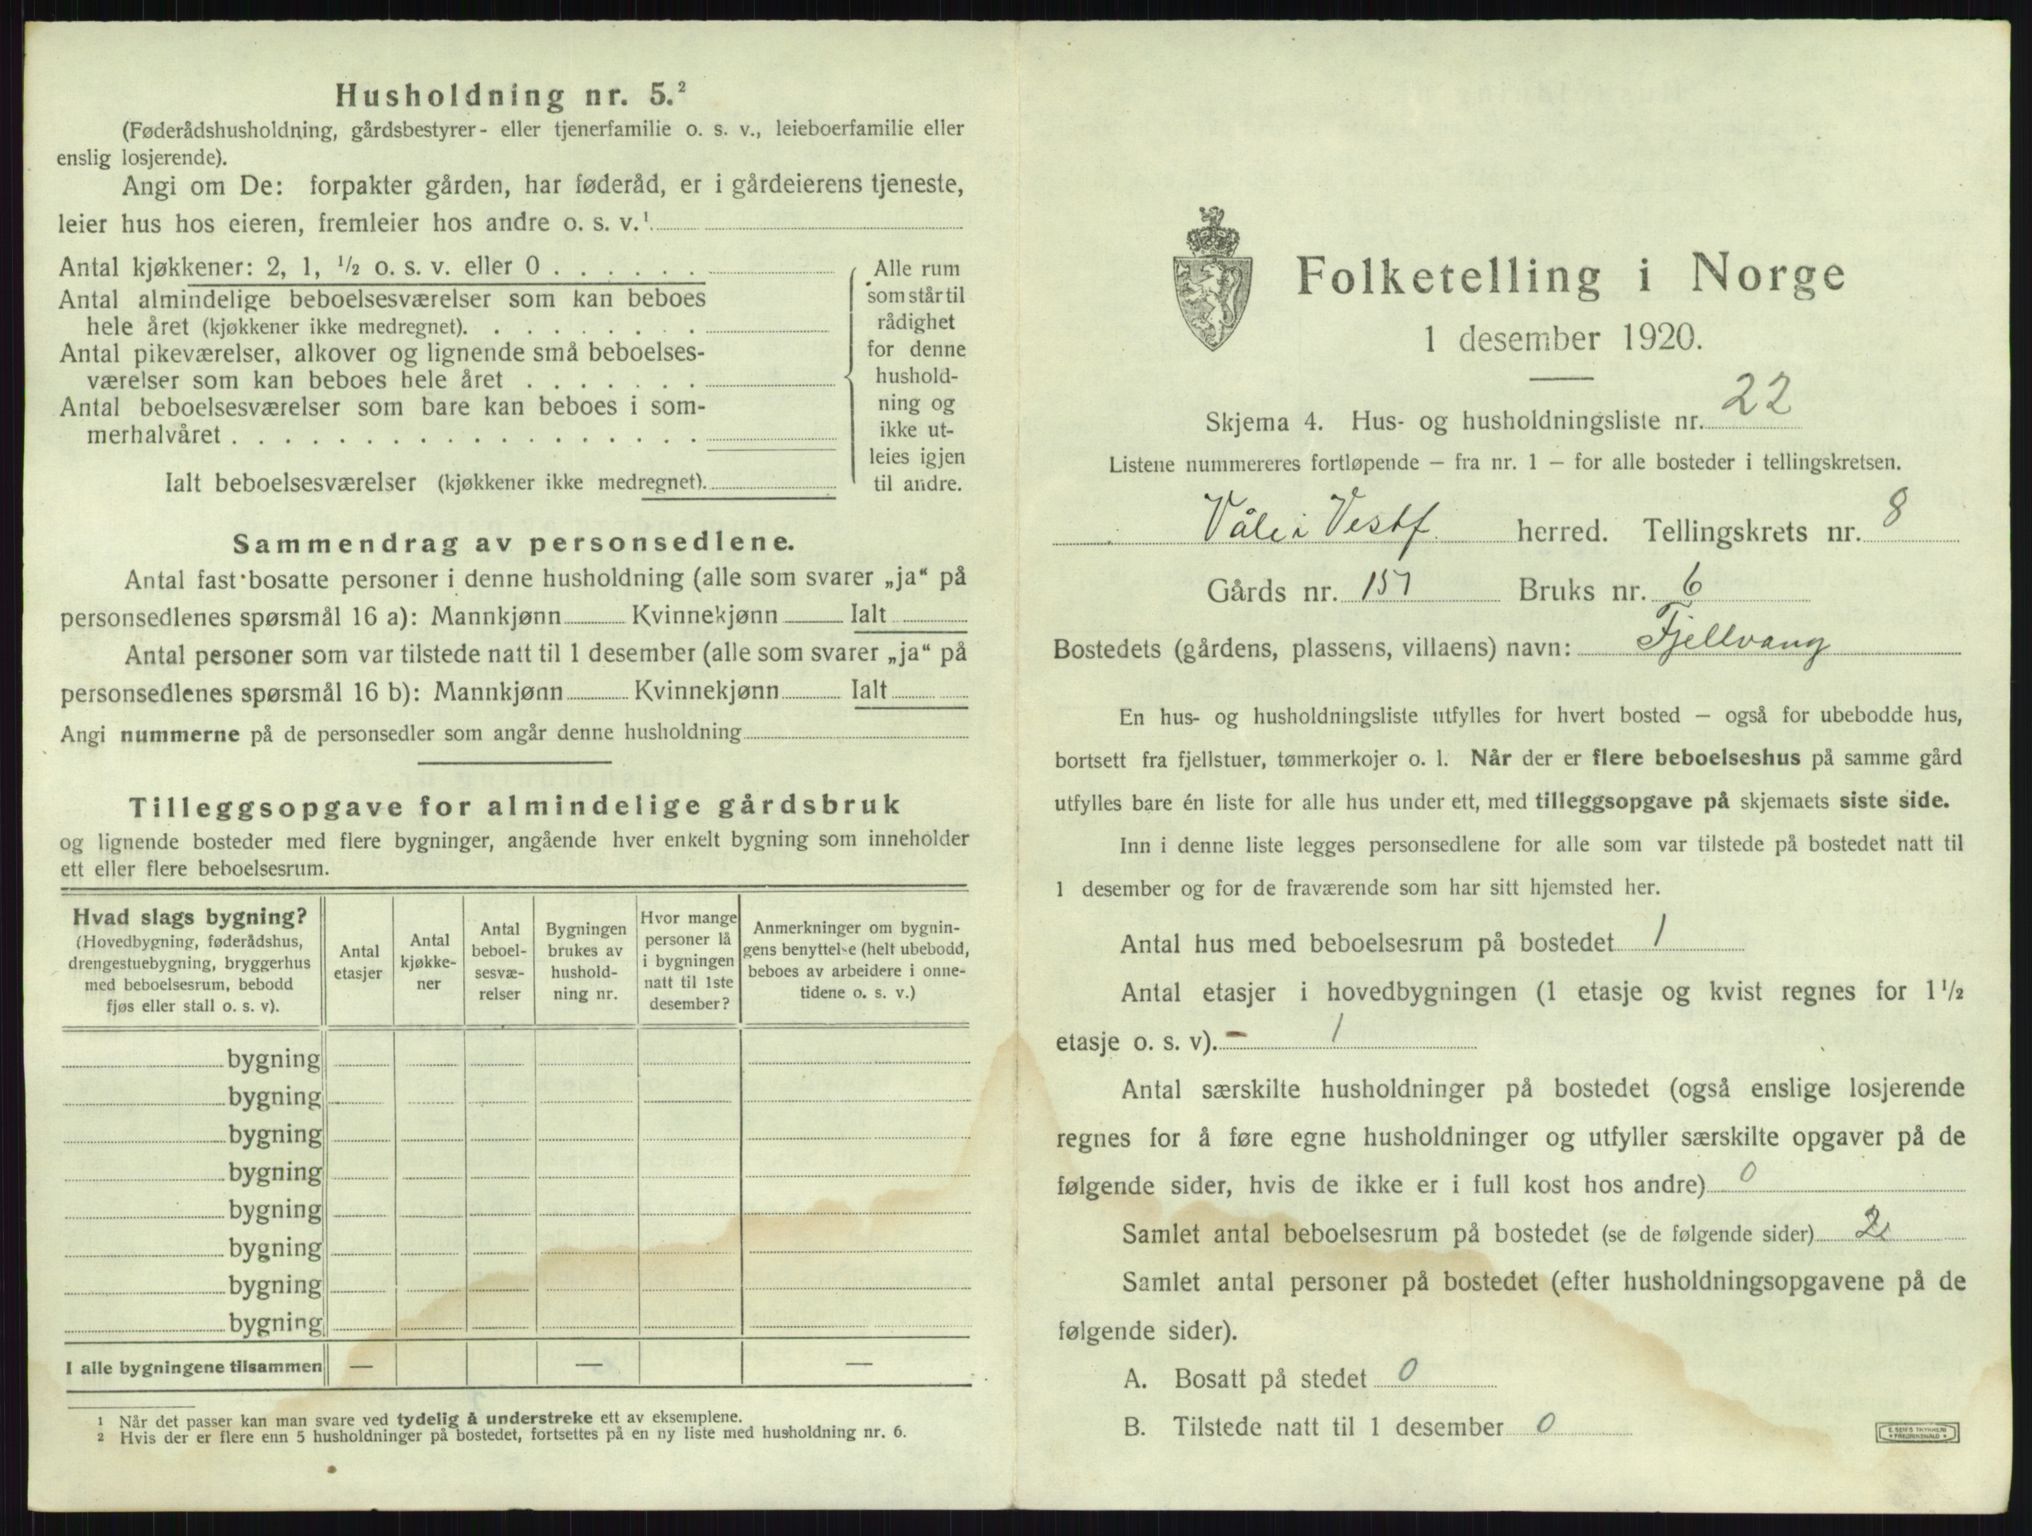 Husholdning nr. 5.²
(Føderådshusholdning, gårdsbestyrer- eller tjenerfamilie o. s. v., leieboerfamilie eller
enslig losjerende).
Angi om De: forpakter gården, har føderåd, er i gårdeierens tjeneste,
leier hus hos eieren, fremleier hos andre o. s. v.¹
Antal kjøkkener: 2, 1, ½ o. s. v. eller 0 . . . . . .
Antal almindelige beboelsesværelser som kan beboes
hele året (kjøkkener ikke medregnet). . . . . . . . .
Antal pikeværelser, alkover og lignende små beboelses-
værelser som kan beboes hele året . . . . . . .
Antal beboelsesværelser som bare kan beboes i som-
merhalvåret . . . . . . . . . . . . . . . . . .
Ialt beboelsesværelser (kjøkkener ikke medregnet).
Alle rum
som står til
rådighet
for denne
hushold-
ning og
ikke ut-
leies igjen
til andre.
Sammendrag av personsedlene.
Antal fast bosatte personer i denne husholdning (alle som svarer „ja“ på
personsedlenes spørsmål 16 a): Mannkjønn Kvinnekjønn Ialt
Antal personer som var tilstede natt til 1 desember (alle som svarer „ja“ på
personsedlenes spørsmål 16 b): Mannkjønn Kvinnekjønn Ialt
Angi nummerne på de personsedler som angår denne husholdning
Tilleggsopgave for almindelige gårdsbruk
og lignende bosteder med flere bygninger, angående hver enkelt bygning som inneholder
ett eller flere beboelsesrum.
Hvad slags bygning?
(Hovedbygning, føderådshus,
drengestuebygning, bryggerhus
med beboelsesrum, bebodd
fjøs eller stall o. s. v).
Antal
etasjer
Antal
kjøkke-
ner
Antal
beboel-
sesvæ-
relser
Bygningen
brukes av
hushold-
ning nr.
Hvor mange
personer lå
i bygningen
natt til 1ste
desember?
Anmerkninger om bygnin-
gens benyttelse (helt ubebodd,
beboes av arbeidere i onne-
tidene o. s. v.)
bygning
bygning
bygning
bygning
bygning
bygning
bygning
bygning
I alle bygningene tilsammen — — —
¹ Når det passer kan man svare ved tydelig å understreke ett av eksemplene.
² Hvis der er flere enn 5 husholdninger på bostedet, fortsettes på en ny liste med husholdning nr. 6.
Folketelling i Norge
1 desember 1920.
Skjema 4. Hus- og husholdningsliste nr. 22
Listene nummereres fortløpende – fra nr. 1 – for alle bosteder i tellingskretsen.
Våle i Vestf. herred. Tellingskrets nr. 8
Gårds nr. 151 Bruks nr. 6
Bostedets (gårdens, plassens, villaens) navn: Fjellvang
En hus- og husholdningsliste utfylles for hvert bosted – også for ubebodde hus,
bortsett fra fjellstuer, tømmerkojer o. l. Når der er flere beboelseshus på samme gård
utfylles bare én liste for alle hus under ett, med tilleggsopgave på skjemaets siste side.
Inn i denne liste legges personsedlene for alle som var tilstede på bostedet natt til
1 desember og for de fraværende som har sitt hjemsted her.
Antal hus med beboelsesrum på bostedet 1
Antal etasjer i hovedbygningen (1 etasje og kvist regnes for 1½
etasje o. s. v). 1
Antal særskilte husholdninger på bostedet (også enslige losjerende
regnes for å føre egne husholdninger og utfyller særskilte opgaver på de
følgende sider, hvis de ikke er i full kost hos andre) 0
Samlet antal beboelsesrum på bostedet (se de følgende sider) 2
Samlet antal personer på bostedet (efter husholdningsopgavene på de
følgende sider).
A. Bosatt på stedet 0
B. Tilstede natt til 1 desember 0